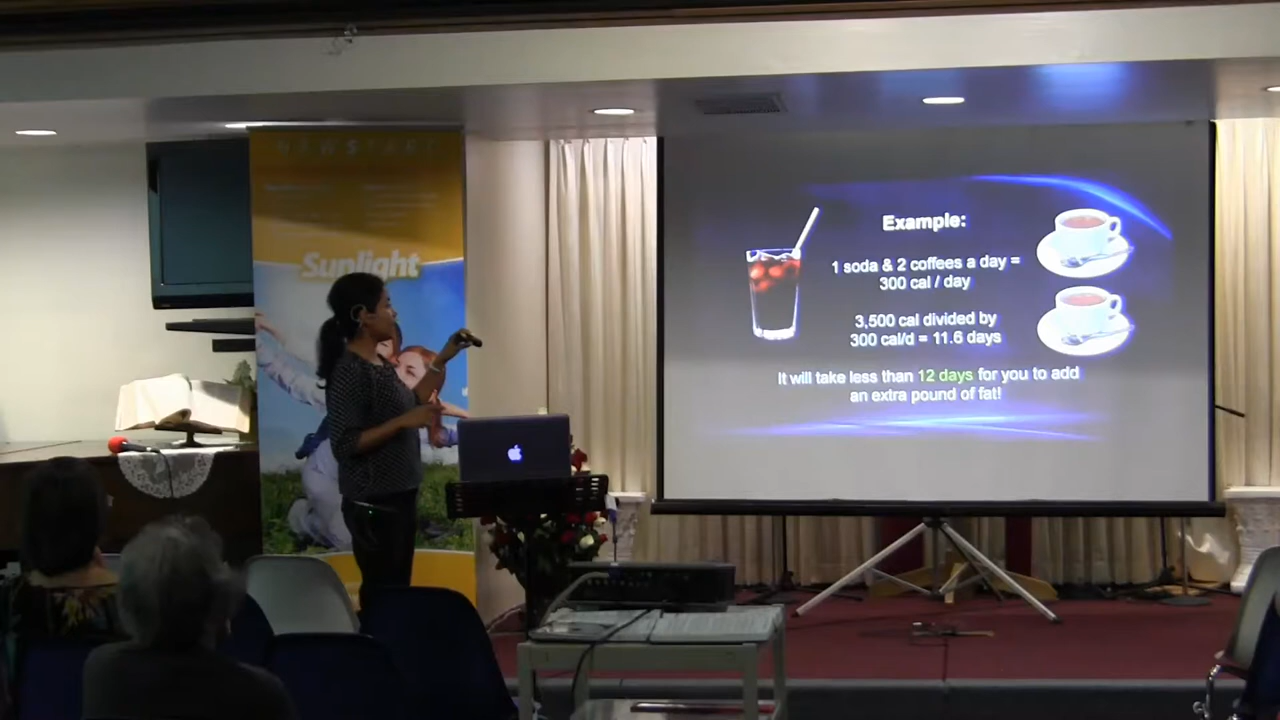 NEWSTART
Sunlight
Example:
1 soda & 2 coffees a day =
300 cal / day
3,500 cal divided by
300 cal/d = 11.6 days
It will take less than 12 days for you to add
an extra pound of fat!